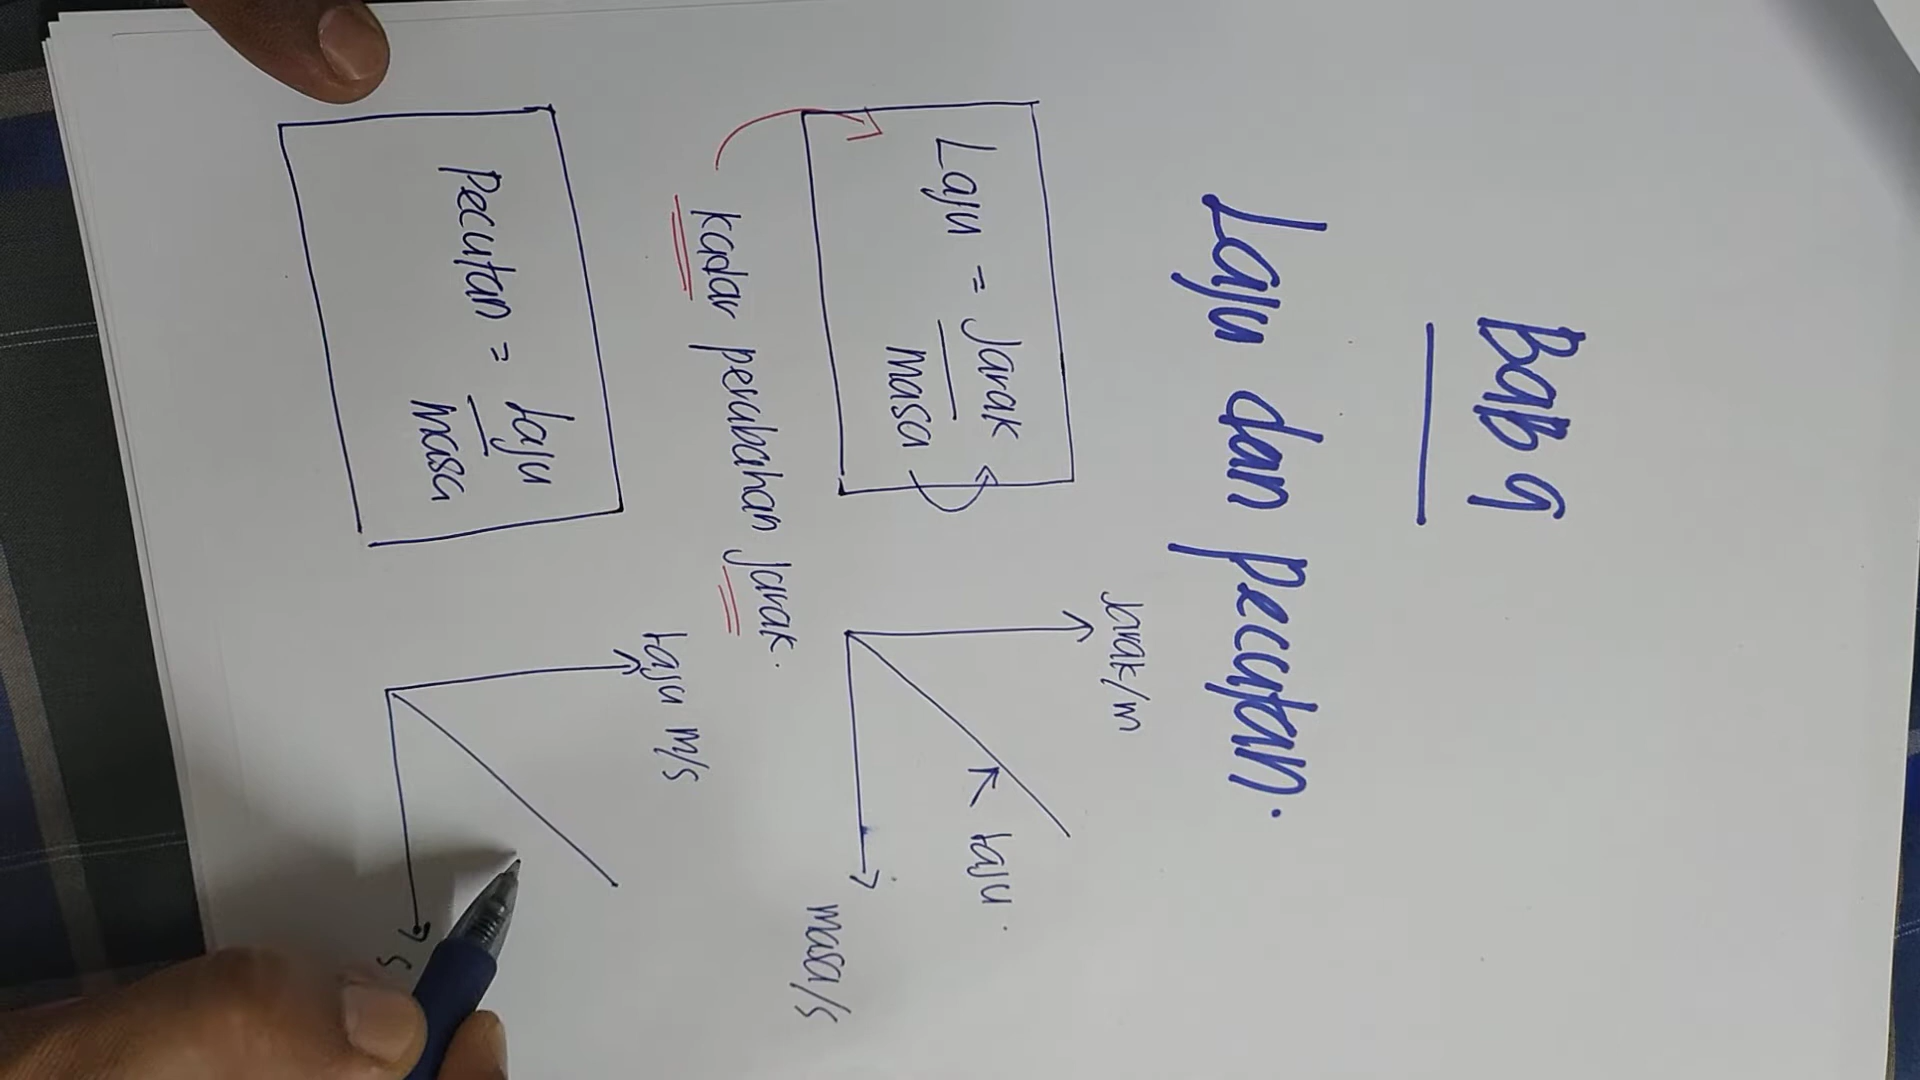 Bab 9
Laju dan Pecutan.
Laju = Jarak
masa
Jarak/m
Laju.
masa/s
kadar perubahan Jarak.
Pecutan = Laju
masa
Laju m/s
s